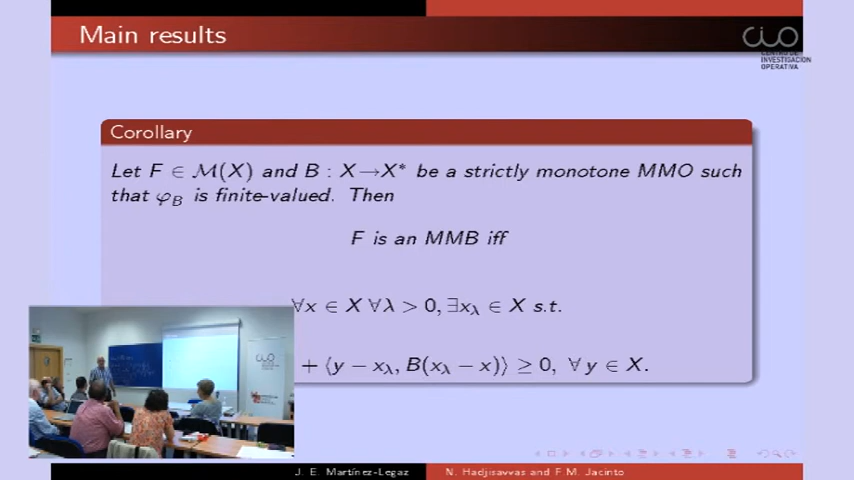 Main results
CIO
CENTRO DE
INVESTIGACION
OPERATIVA
Corollary
Let F ∈ M(X) and B : X→X* be a strictly monotone MMO such
that φ_B is finite-valued. Then
F is an MMB iff
∀x ∈ X ∀λ > 0, ∃x_λ ∈ X s.t.
+ ⟨y − x_λ, B(x_λ − x)⟩ ≥ 0, ∀ y ∈ X.
J. E. Martínez-Legaz N. Hadjisavvas and F.M. Jacinto